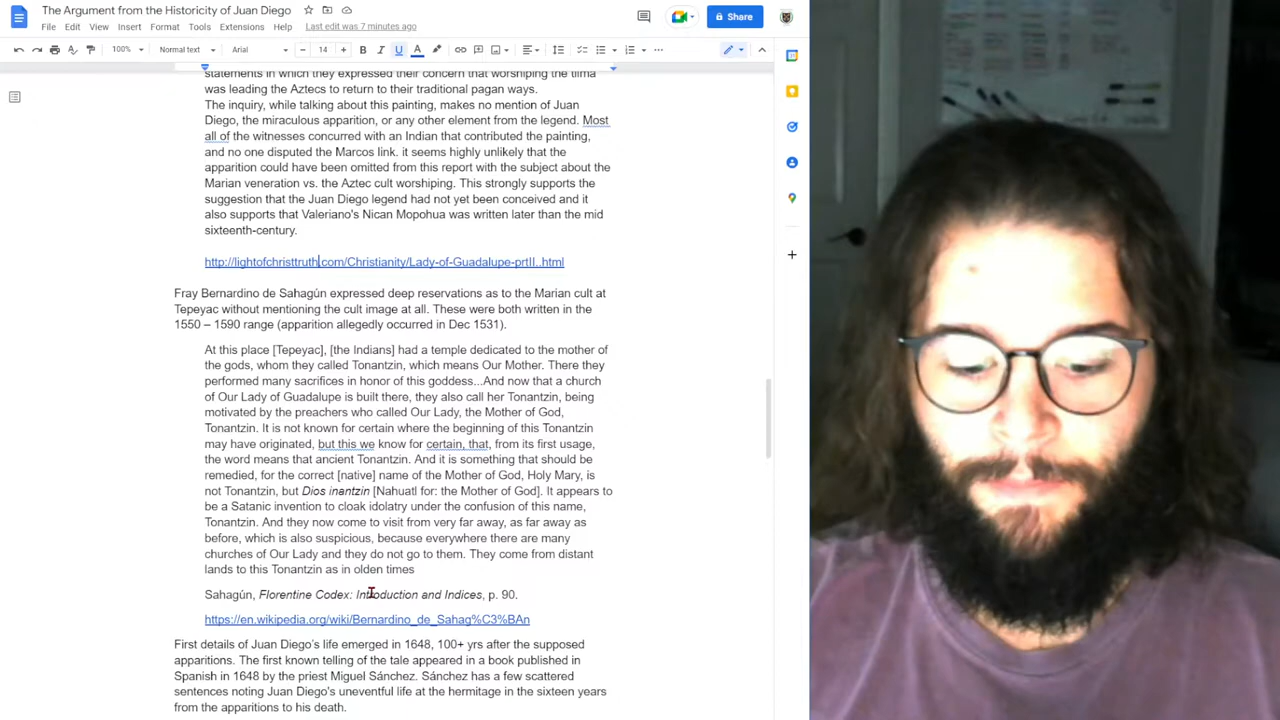 The Argument from the Historicity of Juan Diego
File Edit View Insert Format Tools Extensions Help Last edit was 7 minutes ago
Share
100% Normal text Arial 14 B I U A
statements in which they expressed their concern that worshiping the tilma
was leading the Aztecs to return to their traditional pagan ways.
The inquiry, while talking about this painting, makes no mention of Juan
Diego, the miraculous apparition, or any other element from the legend. Most
all of the witnesses concurred with an Indian that contributed the painting,
and no one disputed the Marcos link. it seems highly unlikely that the
apparition could have been omitted from this report with the subject about the
Marian veneration vs. the Aztec cult worshiping. This strongly supports the
suggestion that the Juan Diego legend had not yet been conceived and it
also supports that Valeriano's Nican Mopohua was written later than the mid
sixteenth-century.
http://lightofchristtruth.com/Christianity/Lady-of-Guadalupe-prtII..html
Fray Bernardino de Sahagún expressed deep reservations as to the Marian cult at
Tepeyac without mentioning the cult image at all. These were both written in the
1550 – 1590 range (apparition allegedly occurred in Dec 1531).
At this place [Tepeyac], [the Indians] had a temple dedicated to the mother of
the gods, whom they called Tonantzin, which means Our Mother. There they
performed many sacrifices in honor of this goddess...And now that a church
of Our Lady of Guadalupe is built there, they also call her Tonantzin, being
motivated by the preachers who called Our Lady, the Mother of God,
Tonantzin. It is not known for certain where the beginning of this Tonantzin
may have originated, but this we know for certain, that, from its first usage,
the word means that ancient Tonantzin. And it is something that should be
remedied, for the correct [native] name of the Mother of God, Holy Mary, is
not Tonantzin, but Dios inantzin [Nahuatl for: the Mother of God]. It appears to
be a Satanic invention to cloak idolatry under the confusion of this name,
Tonantzin. And they now come to visit from very far away, as far away as
before, which is also suspicious, because everywhere there are many
churches of Our Lady and they do not go to them. They come from distant
lands to this Tonantzin as in olden times
Sahagún, Florentine Codex: Introduction and Indices, p. 90.
https://en.wikipedia.org/wiki/Bernardino_de_Sahag%C3%BAn
First details of Juan Diego's life emerged in 1648, 100+ yrs after the supposed
apparitions. The first known telling of the tale appeared in a book published in
Spanish in 1648 by the priest Miguel Sánchez. Sánchez has a few scattered
sentences noting Juan Diego's uneventful life at the hermitage in the sixteen years
from the apparitions to his death.